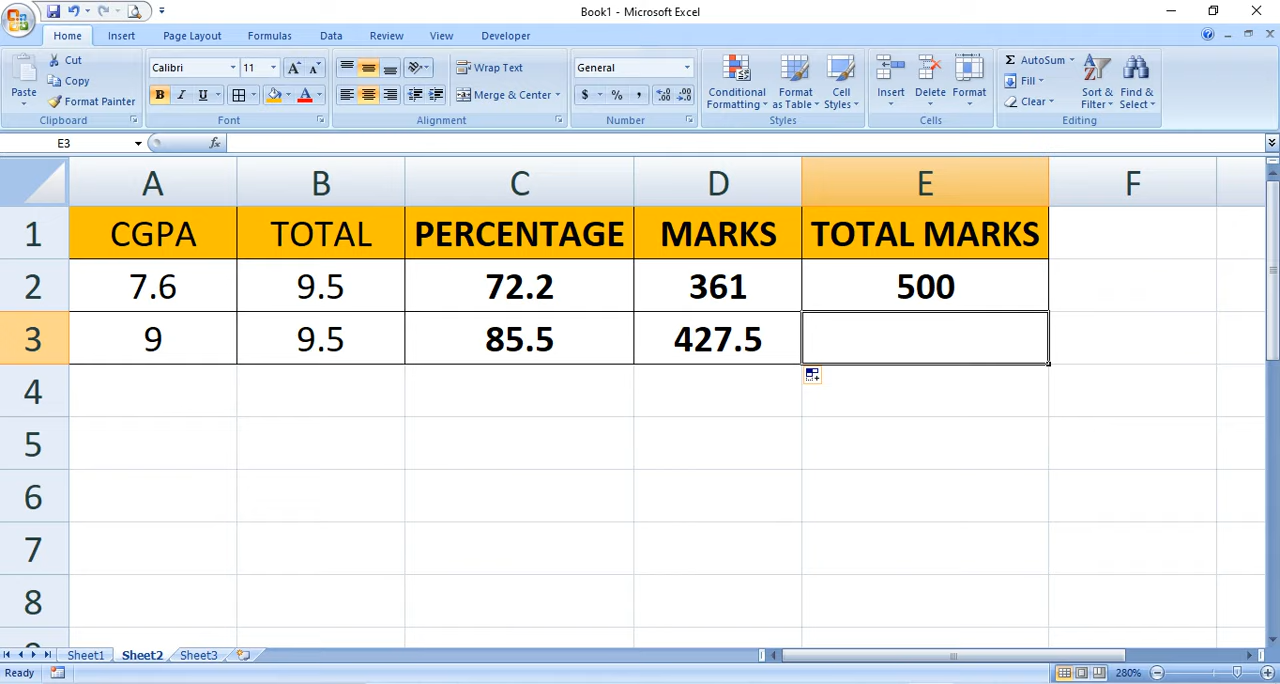 Book1 - Microsoft Excel
Home Insert Page Layout Formulas Data Review View Developer
Cut
Copy
Format Painter
Paste
Clipboard
Calibri 11
B I U
Font
Wrap Text
Merge & Center
Alignment
General
$ % ,
Number
Conditional Formatting
Format as Table
Cell Styles
Styles
Insert Delete Format
Cells
Σ AutoSum
Fill
Clear
Sort & Filter
Find & Select
Editing
E3 fx
A B C D E F
1 CGPA TOTAL PERCENTAGE MARKS TOTAL MARKS
2 7.6 9.5 72.2 361 500
3 9 9.5 85.5 427.5
4
5
6
7
8
Sheet1 Sheet2 Sheet3
Ready 280%